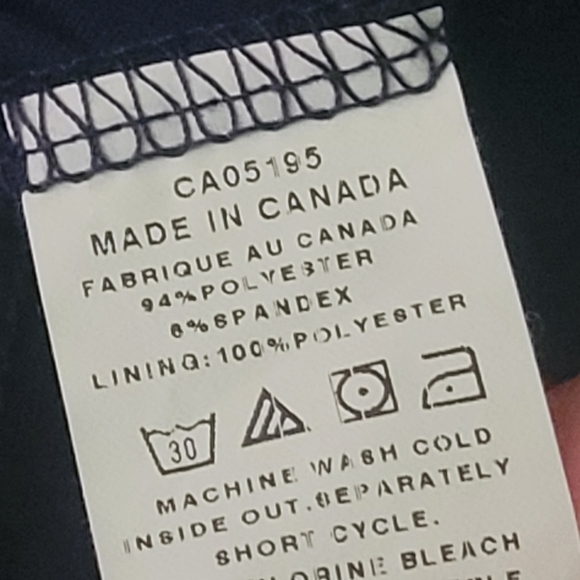 CA05195
MADE IN CANADA
FABRIQUE AU CANADA
94%POLYESTER
6%SPANDEX
LINING:100%POLYESTER
30
MACHINE WASH COLD
INSIDE OUT.SEPARATELY
SHORT CYCLE.
BLEACH